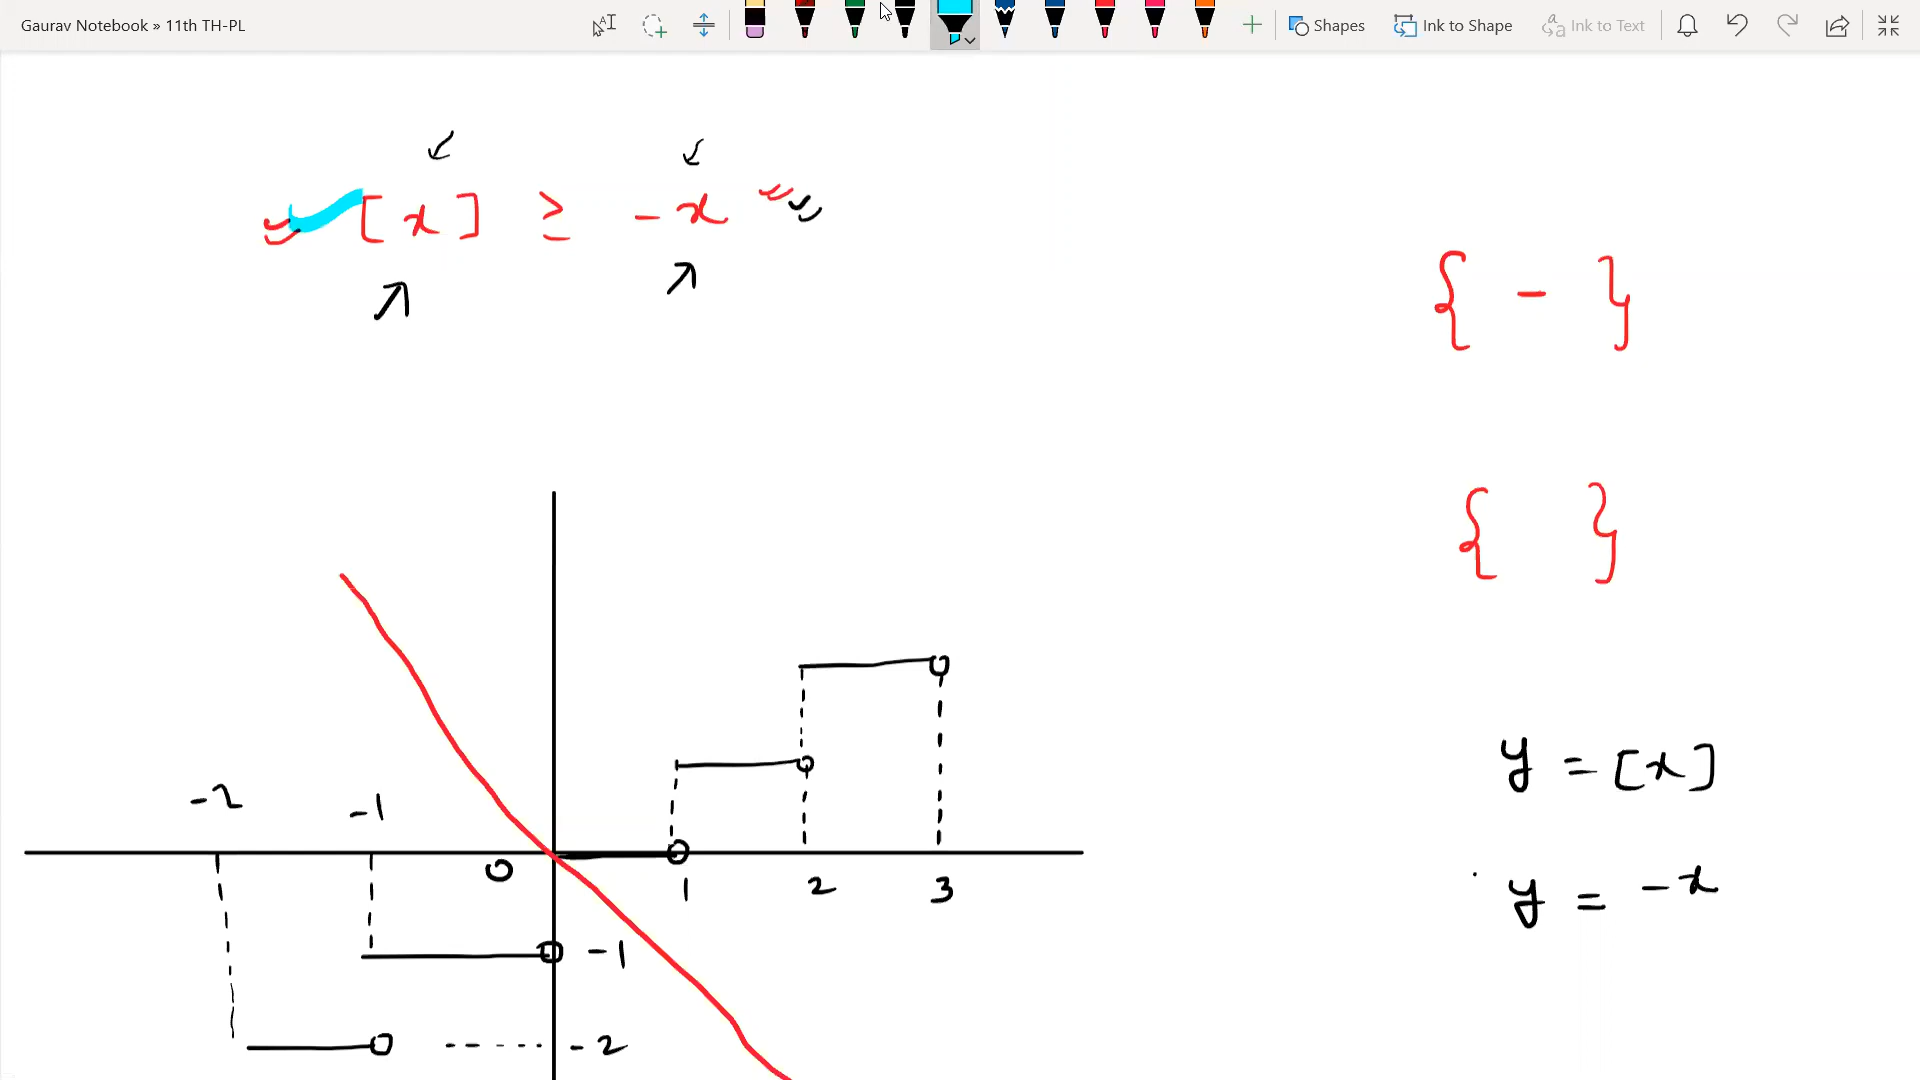 Gaurav Notebook » 11th TH-PL
Shapes
Ink to Shape
Ink to Text
[x] ≥ -x
{ - }
{ }
y = [x]
y = -x
-2 -1 0 1 2 3
-1
-2